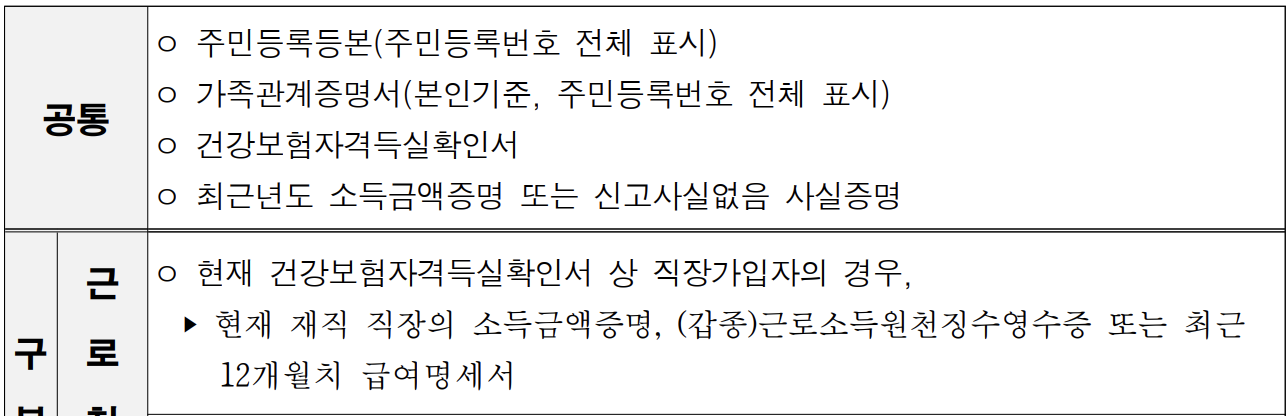 공통
ㅇ 주민등록등본(주민등록번호 전체 표시)
ㅇ 가족관계증명서(본인기준, 주민등록번호 전체 표시)
ㅇ 건강보험자격득실확인서
ㅇ 최근년도 소득금액증명 또는 신고사실없음 사실증명
구
근
로
ㅇ 현재 건강보험자격득실확인서 상 직장가입자의 경우,
▶ 현재 재직 직장의 소득금액증명, (갑종)근로소득원천징수영수증 또는 최근
12개월치 급여명세서